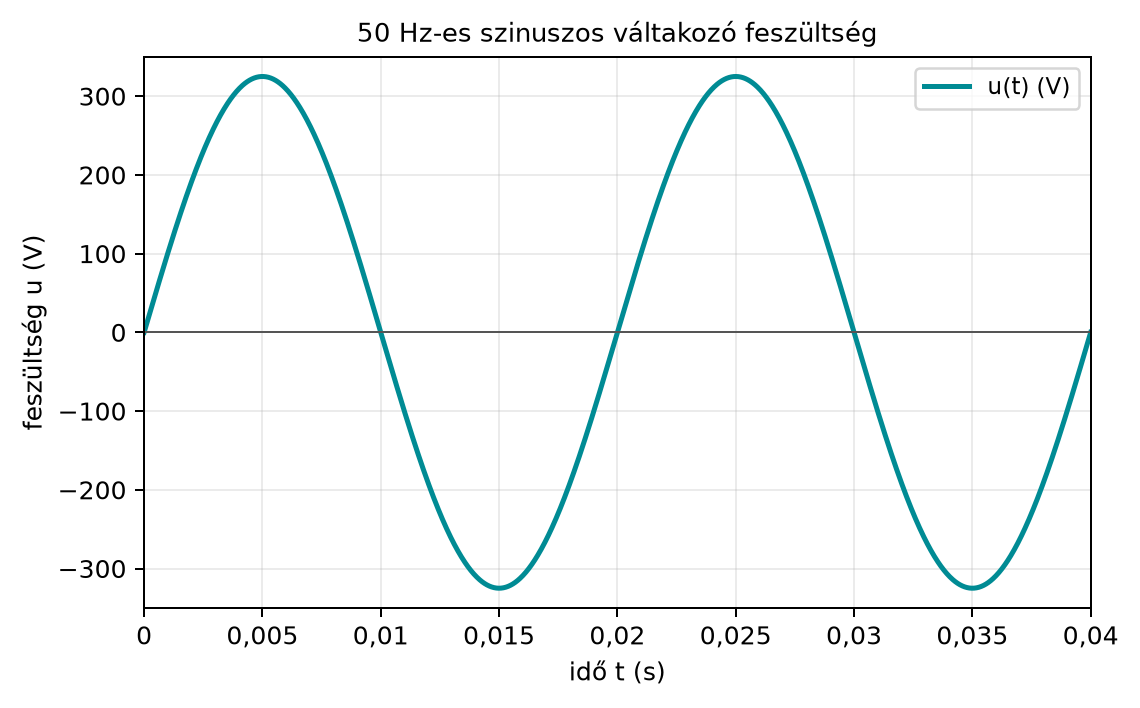 50 Hz-es szinuszos váltakozó feszültség
u(t) (V)
feszültség u (V)
300
200
100
0
−100
−200
−300
0 0,005 0,01 0,015 0,02 0,025 0,03 0,035 0,04
idő t (s)